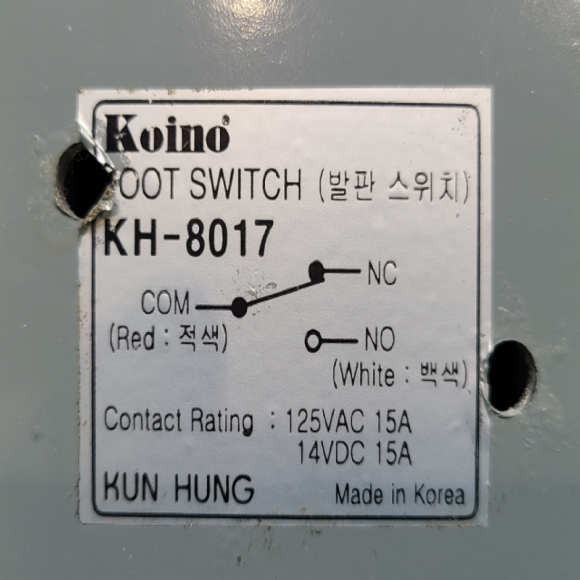 Koino®
FOOT SWITCH (발판 스위치)
KH-8017
NC
COM
(Red : 적색)
NO
(White : 백색)
Contact Rating : 125VAC 15A
14VDC 15A
KUN HUNG
Made in Korea